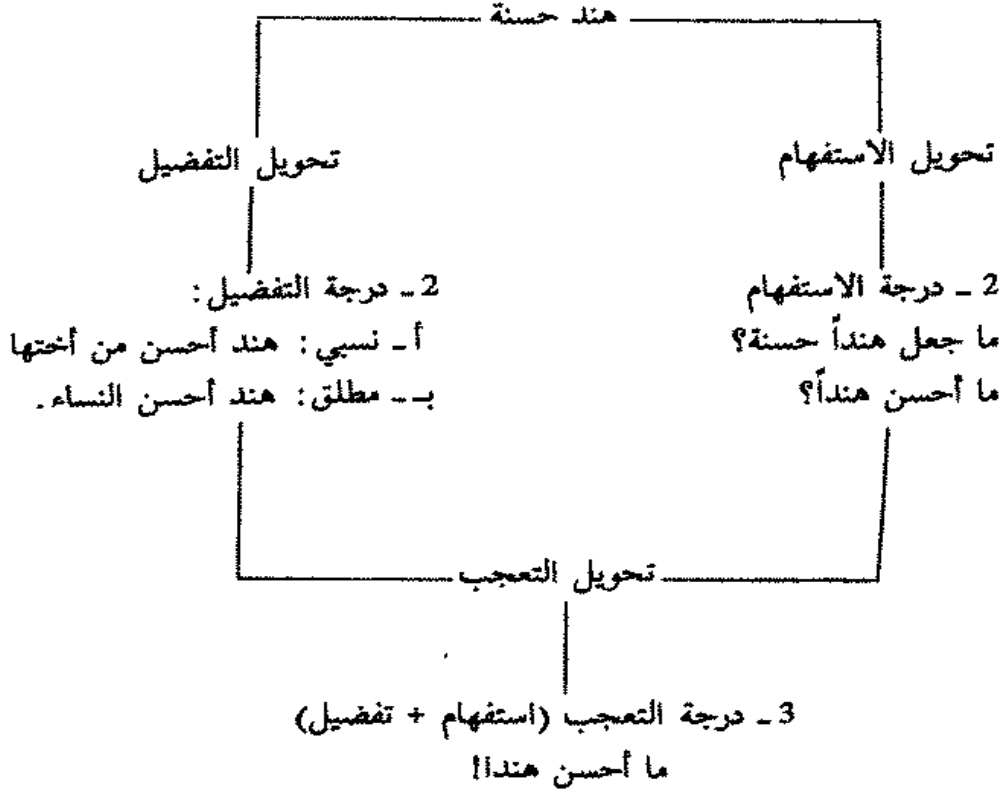 هند حسنة
تحويل الاستفهام
تحويل التفضيل
2 ـ درجة الاستفهام
ما جعل هنداً حسنة؟
ما أحسن هنداً؟
2 ـ درجة التفضيل:
أ ـ نسبي: هند أحسن من أختها
بـ ـ مطلق: هند أحسن النساء.
تحويل التعجب
3 ـ درجة التعجب (استفهام + تفضيل)
ما أحسن هندا!